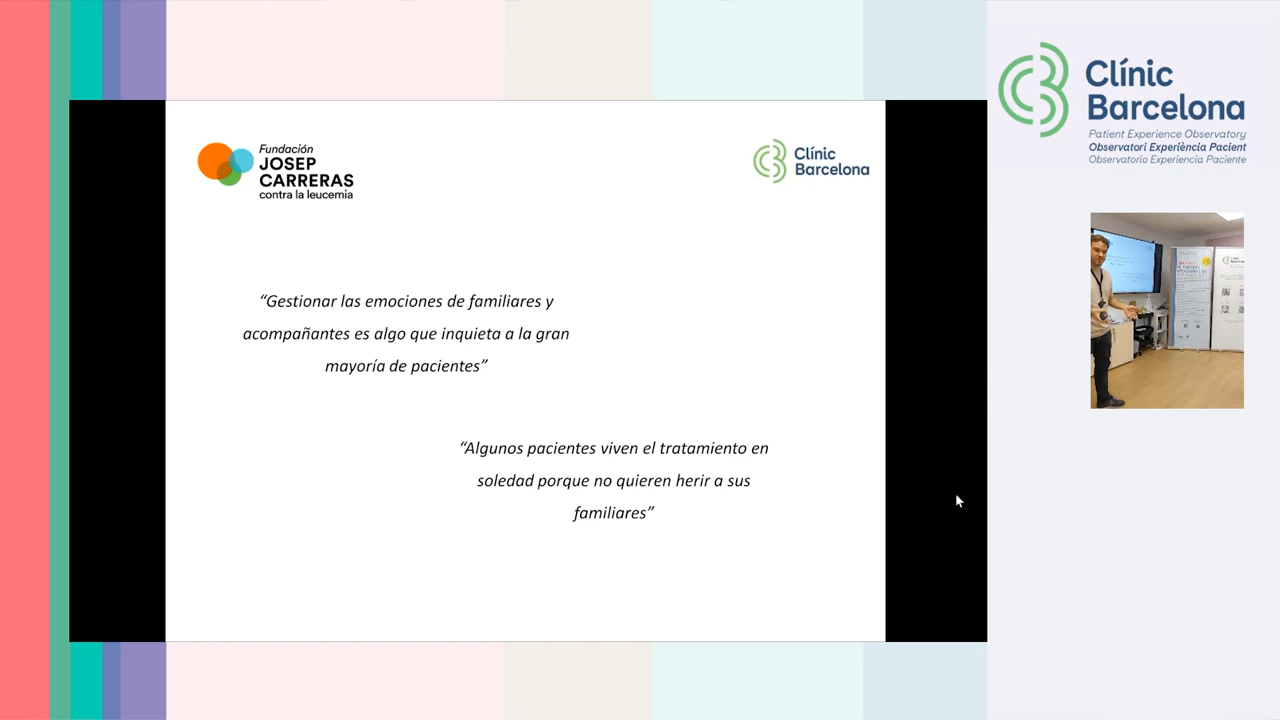 Clínic
Barcelona
Patient Experience Observatory
Observatori Experiència Pacient
Observatorio Experiencia Paciente
Fundación
JOSEP
CARRERAS
contra la leucemia
Clínic
Barcelona
“Gestionar las emociones de familiares y
acompañantes es algo que inquieta a la gran
mayoría de pacientes”
“Algunos pacientes viven el tratamiento en
soledad porque no quieren herir a sus
familiares”